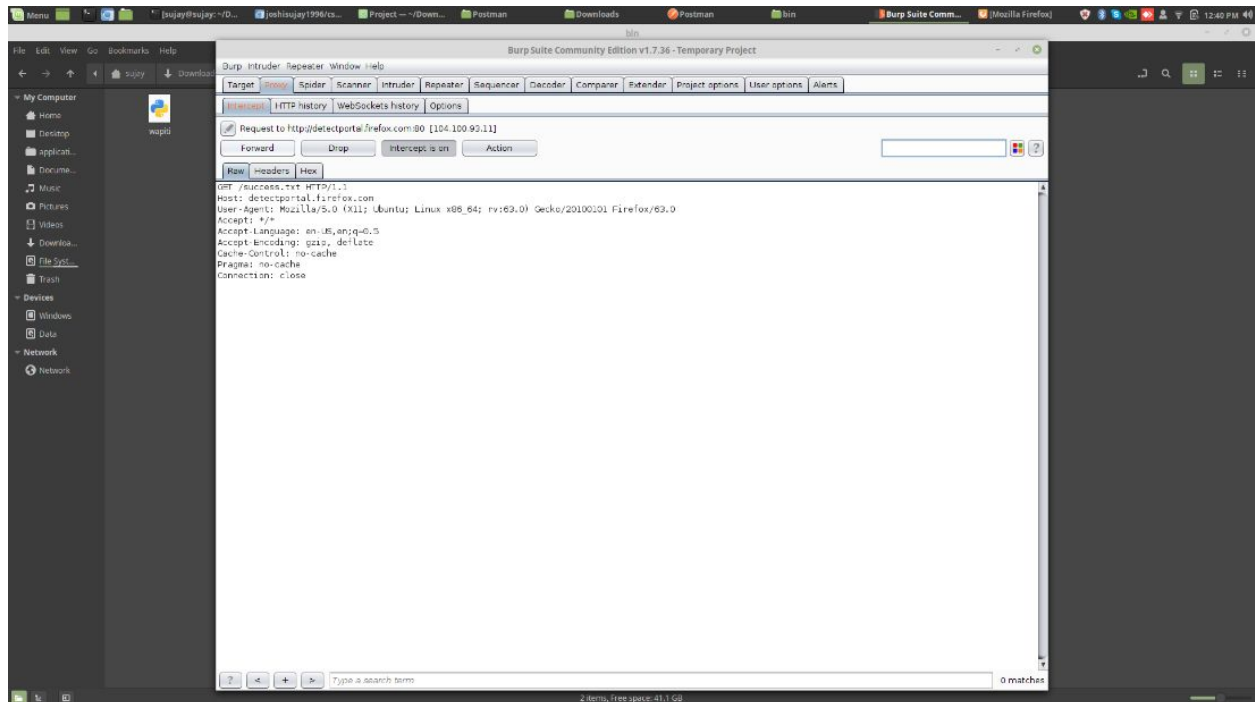 Menu [sujay@sujay: ~/D... joshisujay1996/cs... Project — ~/Down... Postman Downloads Postman bin Burp Suite Comm... [Mozilla Firefox] 12:40 PM
bin
File Edit View Go Bookmarks Help
sujay Download
My Computer
Home
Desktop
applicati...
Docume...
Music
Pictures
Videos
Downloa...
File Syst...
Trash
Devices
Windows
Data
Network
Network
wapiti
Burp Suite Community Edition v1.7.36 - Temporary Project
Burp Intruder Repeater Window Help
Target Proxy Spider Scanner Intruder Repeater Sequencer Decoder Comparer Extender Project options User options Alerts
Intercept HTTP history WebSockets history Options
Request to http://detectportal.firefox.com:80 [104.100.93.11]
Forward Drop Intercept is on Action ?
Raw Headers Hex
GET /success.txt HTTP/1.1
Host: detectportal.firefox.com
User-Agent: Mozilla/5.0 (X11; Ubuntu; Linux x86_64; rv:63.0) Gecko/20100101 Firefox/63.0
Accept: */*
Accept-Language: en-US,en;q=0.5
Accept-Encoding: gzip, deflate
Cache-Control: no-cache
Pragma: no-cache
Connection: close
? < + > Type a search term 0 matches
2 items, Free space: 41.1 GB